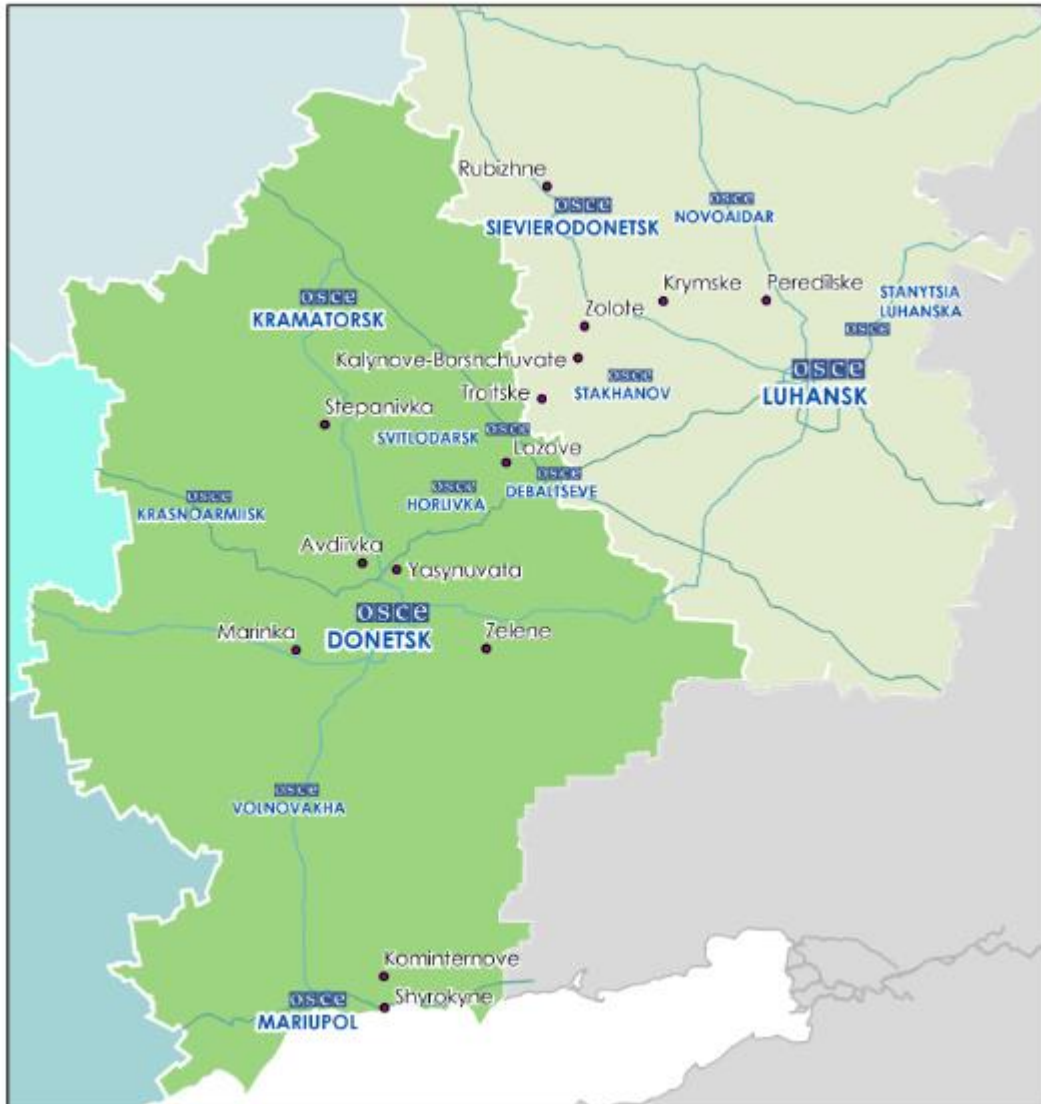 Rubizhne
osce
SIEVIERODONETSK
osce
NOVOAIDAR
osce
KRAMATORSK
Krymske
Peredilske
STANYTSIA
LUHANSKA
osce
Zolote
Kalynove-Borshchuvate
osce
STAKHANOV
osce
LUHANSK
Troitske
Stepanivka
osce
SVITLODARSK
Lozove
osce
DEBALTSEVE
osce
HORLIVKA
osce
KRASNOARMIISK
Avdiivka
Yasynuvata
osce
DONETSK
Marinka
Zelene
osce
VOLNOVAKHA
Kominternove
Shyrokyne
osce
MARIUPOL